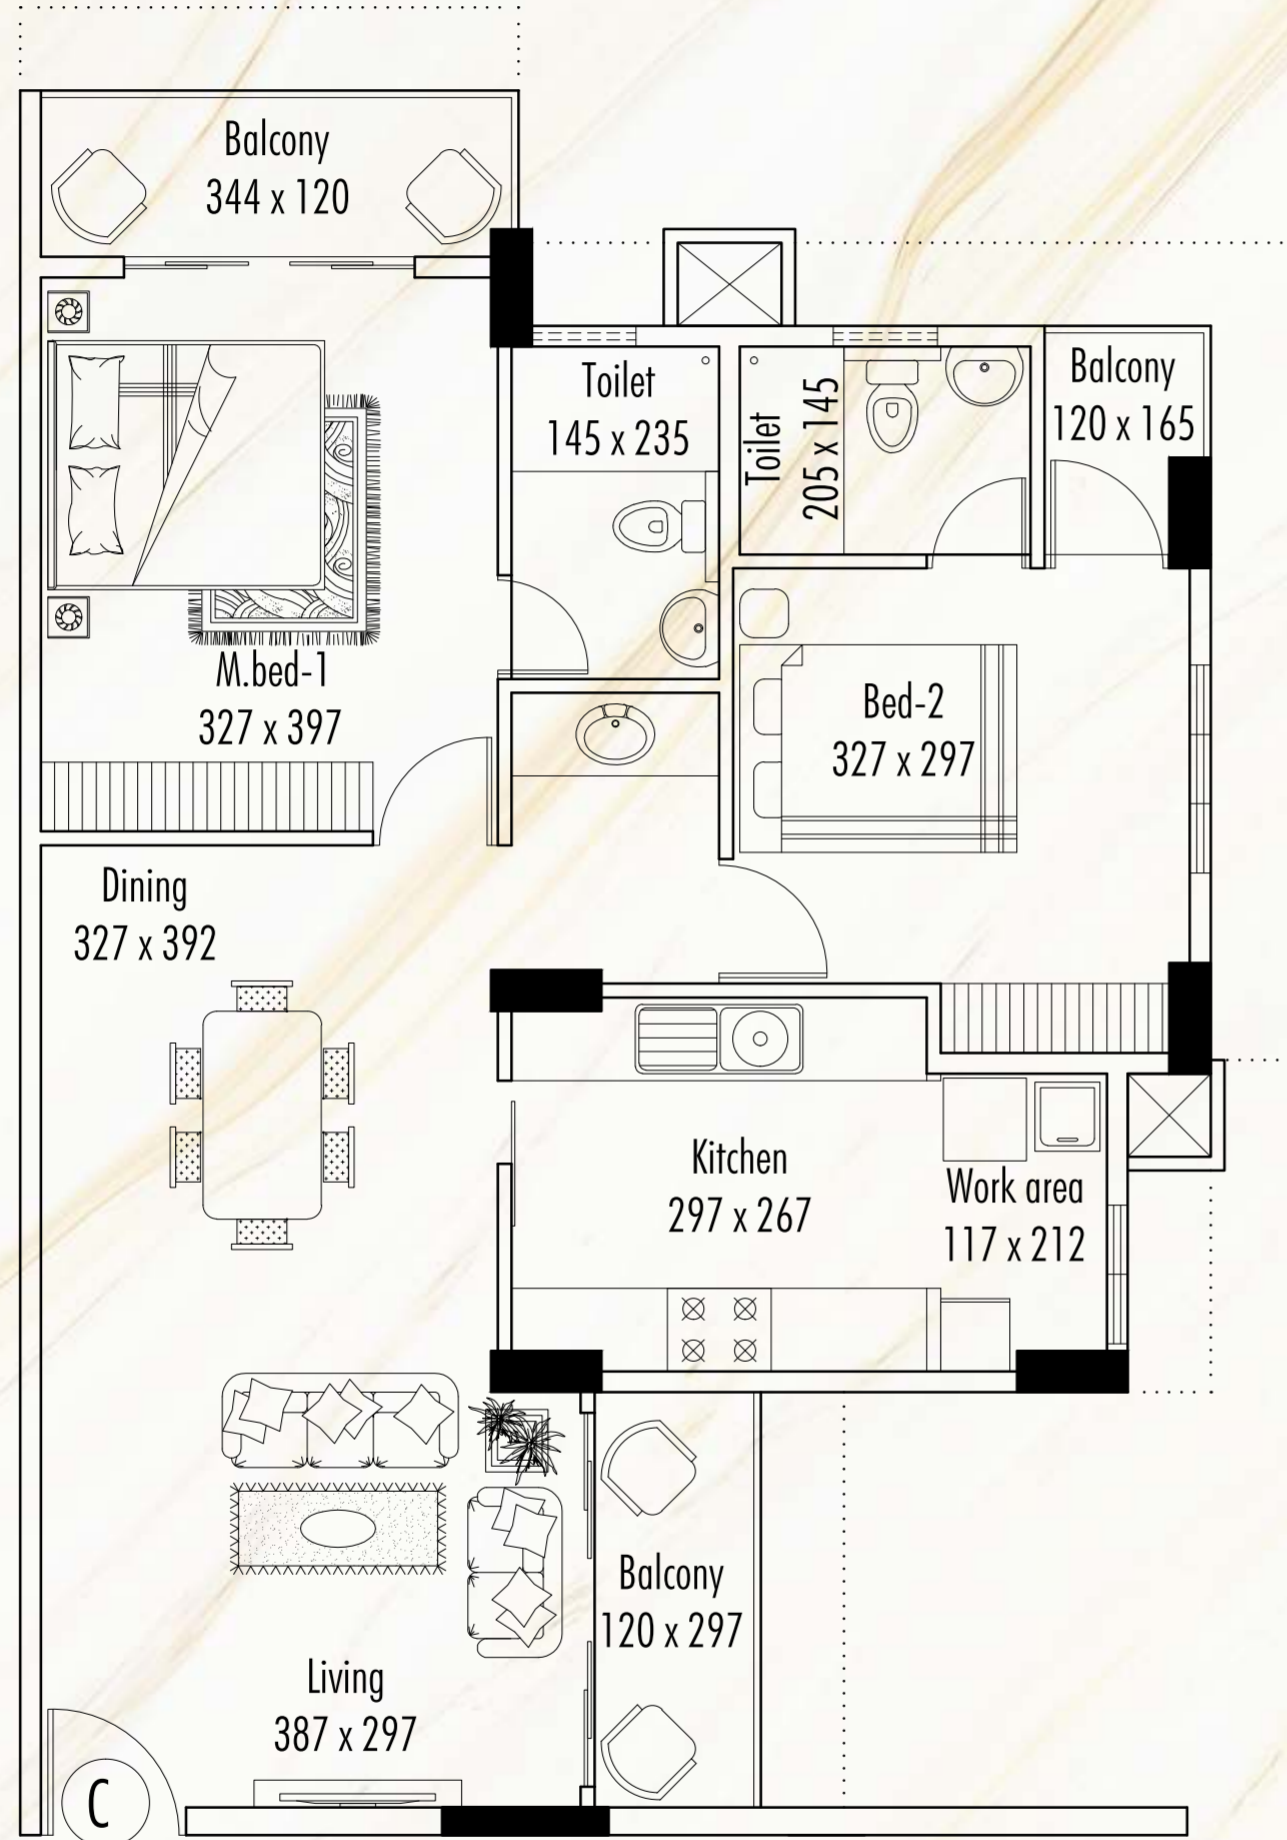 Balcony
344 x 120
Toilet
145 x 235
Toilet
205 x 145
Balcony
120 x 165
M.bed-1
327 x 397
Bed-2
327 x 297
Dining
327 x 392
Kitchen
297 x 267
Work area
117 x 212
Balcony
120 x 297
Living
387 x 297
C